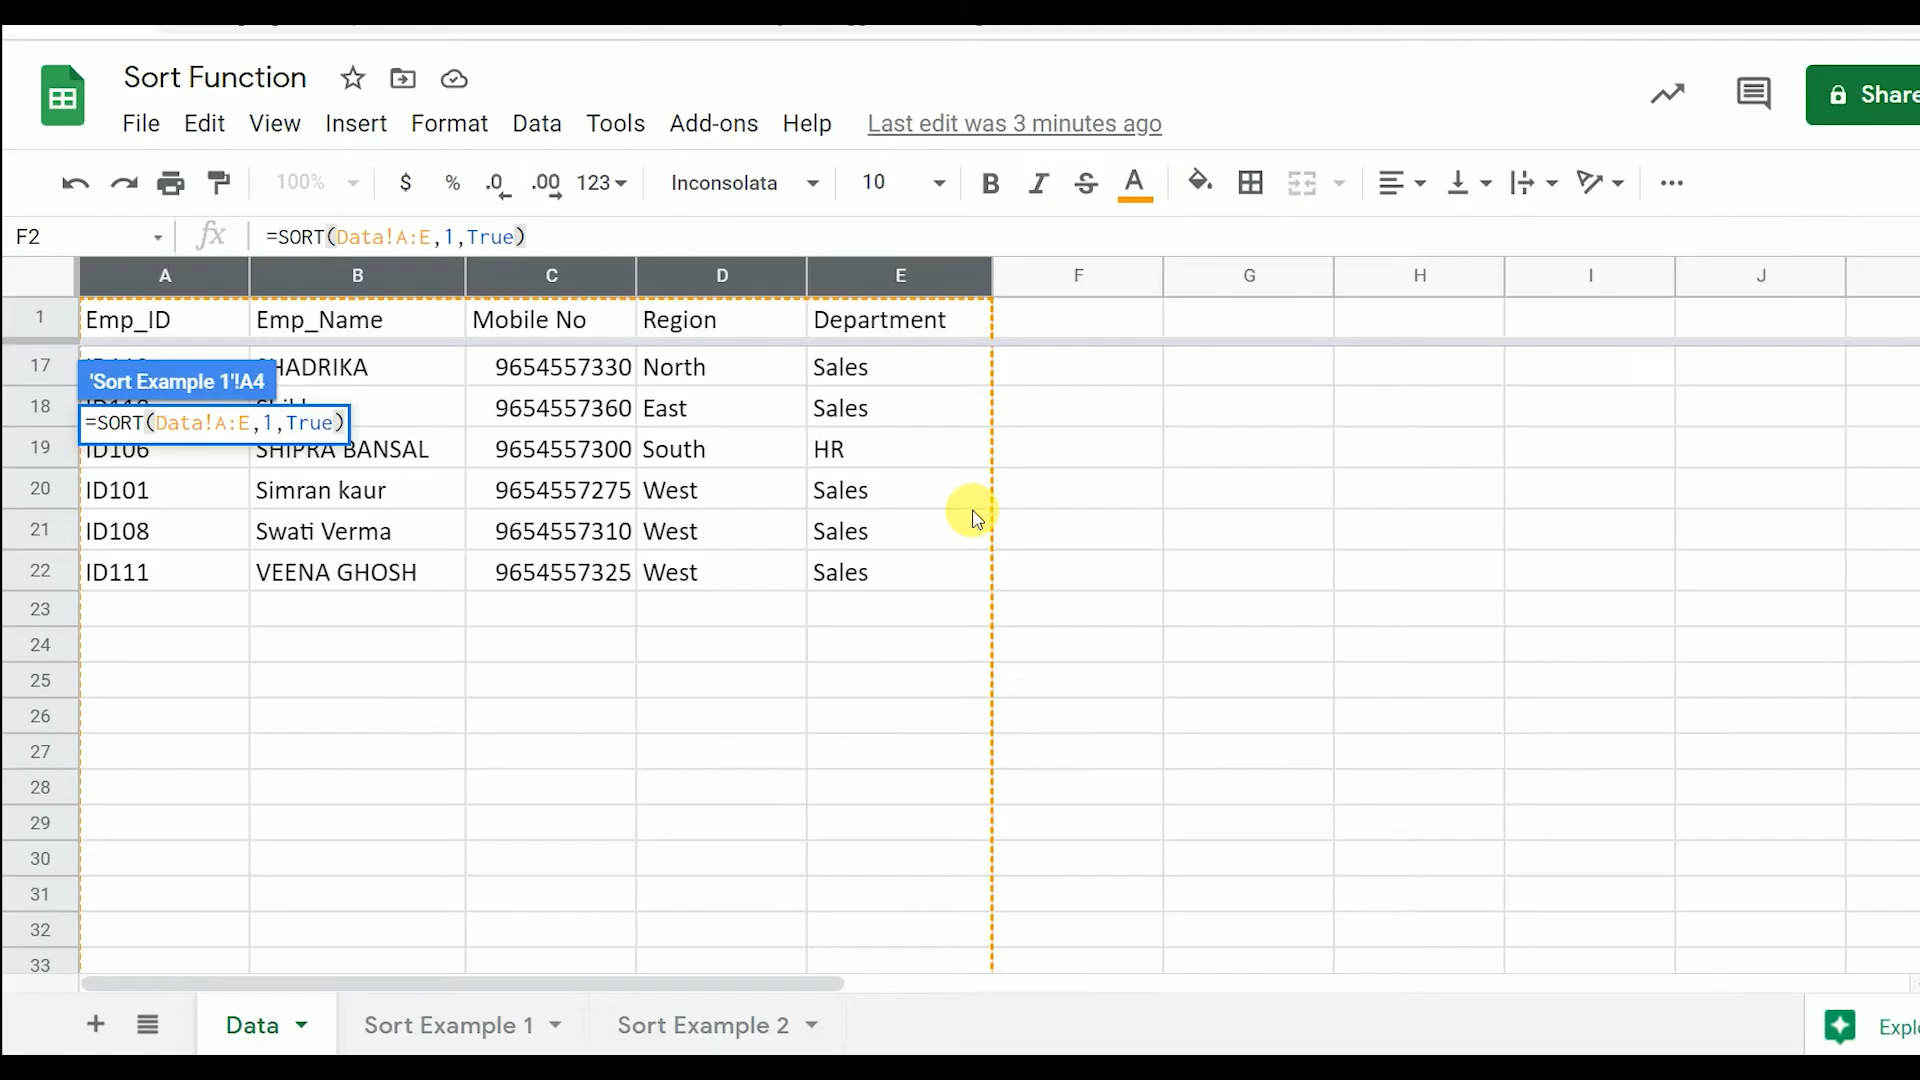 Sort Function
Share
File Edit View Insert Format Data Tools Add-ons Help Last edit was 3 minutes ago
100% $ % .0 .00 123 Inconsolata 10 B I S A
F2 fx =SORT(Data!A:E,1,True)
A B C D E F G H I J
1 Emp_ID Emp_Name Mobile No Region Department
17 HADRIKA 9654557330 North Sales
'Sort Example 1'!A4
18 9654557360 East Sales
=SORT(Data!A:E,1,True)
19 ID106 SHIPRA BANSAL 9654557300 South HR
20 ID101 Simran kaur 9654557275 West Sales
21 ID108 Swati Verma 9654557310 West Sales
22 ID111 VEENA GHOSH 9654557325 West Sales
23
24
25
26
27
28
29
30
31
32
33
Data Sort Example 1 Sort Example 2 Explo